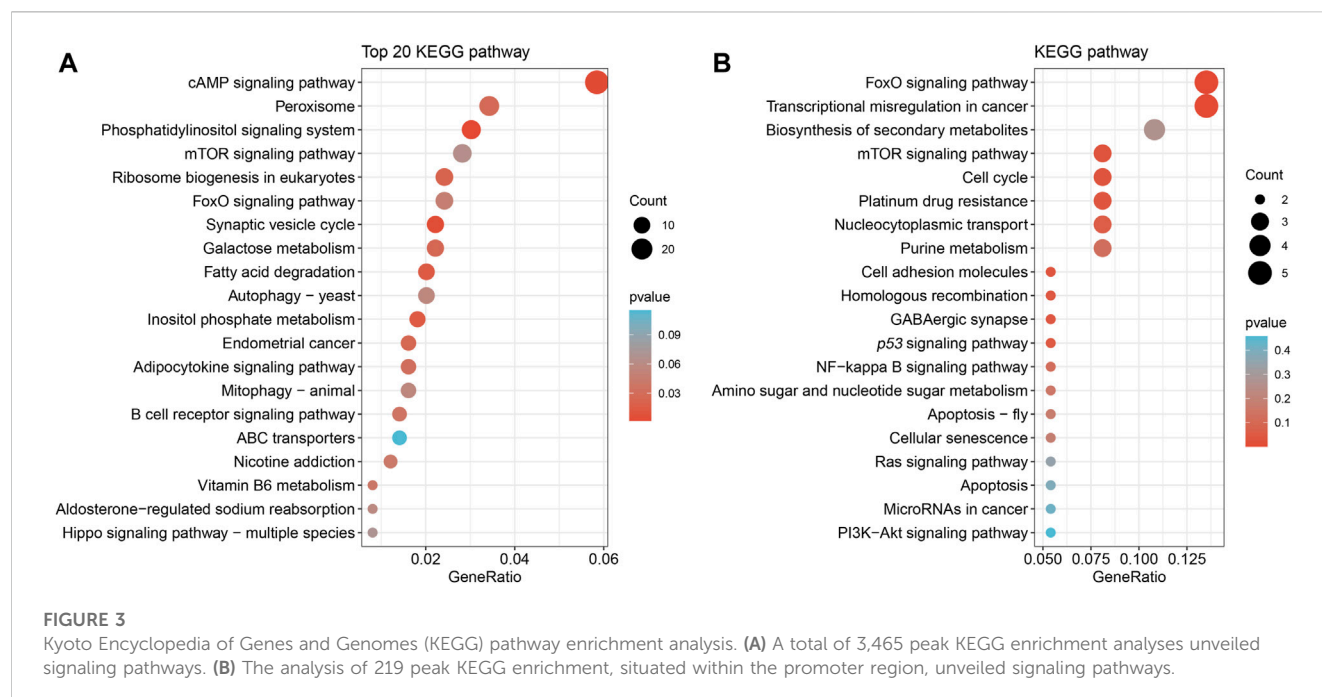 A
Top 20 KEGG pathway
cAMP signaling pathway
Peroxisome
Phosphatidylinositol signaling system
mTOR signaling pathway
Ribosome biogenesis in eukaryotes
FoxO signaling pathway
Synaptic vesicle cycle
Galactose metabolism
Fatty acid degradation
Autophagy − yeast
Inositol phosphate metabolism
Endometrial cancer
Adipocytokine signaling pathway
Mitophagy − animal
B cell receptor signaling pathway
ABC transporters
Nicotine addiction
Vitamin B6 metabolism
Aldosterone−regulated sodium reabsorption
Hippo signaling pathway − multiple species
0.02 0.04 0.06
GeneRatio
Count
10
20
pvalue
0.09
0.06
0.03
B
KEGG pathway
FoxO signaling pathway
Transcriptional misregulation in cancer
Biosynthesis of secondary metabolites
mTOR signaling pathway
Cell cycle
Platinum drug resistance
Nucleocytoplasmic transport
Purine metabolism
Cell adhesion molecules
Homologous recombination
GABAergic synapse
p53 signaling pathway
NF−kappa B signaling pathway
Amino sugar and nucleotide sugar metabolism
Apoptosis − fly
Cellular senescence
Ras signaling pathway
Apoptosis
MicroRNAs in cancer
PI3K−Akt signaling pathway
0.050 0.075 0.100 0.125
GeneRatio
Count
2
3
4
5
pvalue
0.4
0.3
0.2
0.1
FIGURE 3
Kyoto Encyclopedia of Genes and Genomes (KEGG) pathway enrichment analysis. (A) A total of 3,465 peak KEGG enrichment analyses unveiled
signaling pathways. (B) The analysis of 219 peak KEGG enrichment, situated within the promoter region, unveiled signaling pathways.